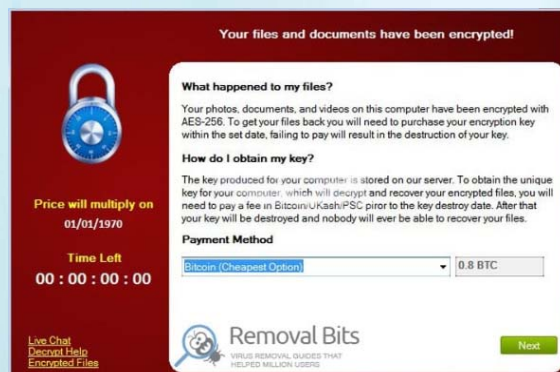 Your files and documents have been encrypted!
What happened to my files?
Your photos, documents, and videos on this computer have been encrypted with
AES-256. To get your files back you will need to purchase your encryption key
within the set date, failing to pay will result in the destruction of your key.
How do I obtain my key?
The key produced for your computer is stored on our server. To obtain the unique
key for your computer, which will decrypt and recover your encrypted files, you will
need to pay a fee in Bitcoin/UKash/PSC piror to the key destroy date. After that
your key will be destroyed and nobody will ever be able to recover your files.
Payment Method
Bitcoin (Cheapest Option)
0.8 BTC
Price will multiply on
01/01/1970
Time Left
00 : 00 : 00 : 00
Live Chat
Decrypt Help
Encrypted Files
Removal Bits
VIRUS REMOVAL GUIDES THAT
HELPED MILLION USERS
Next